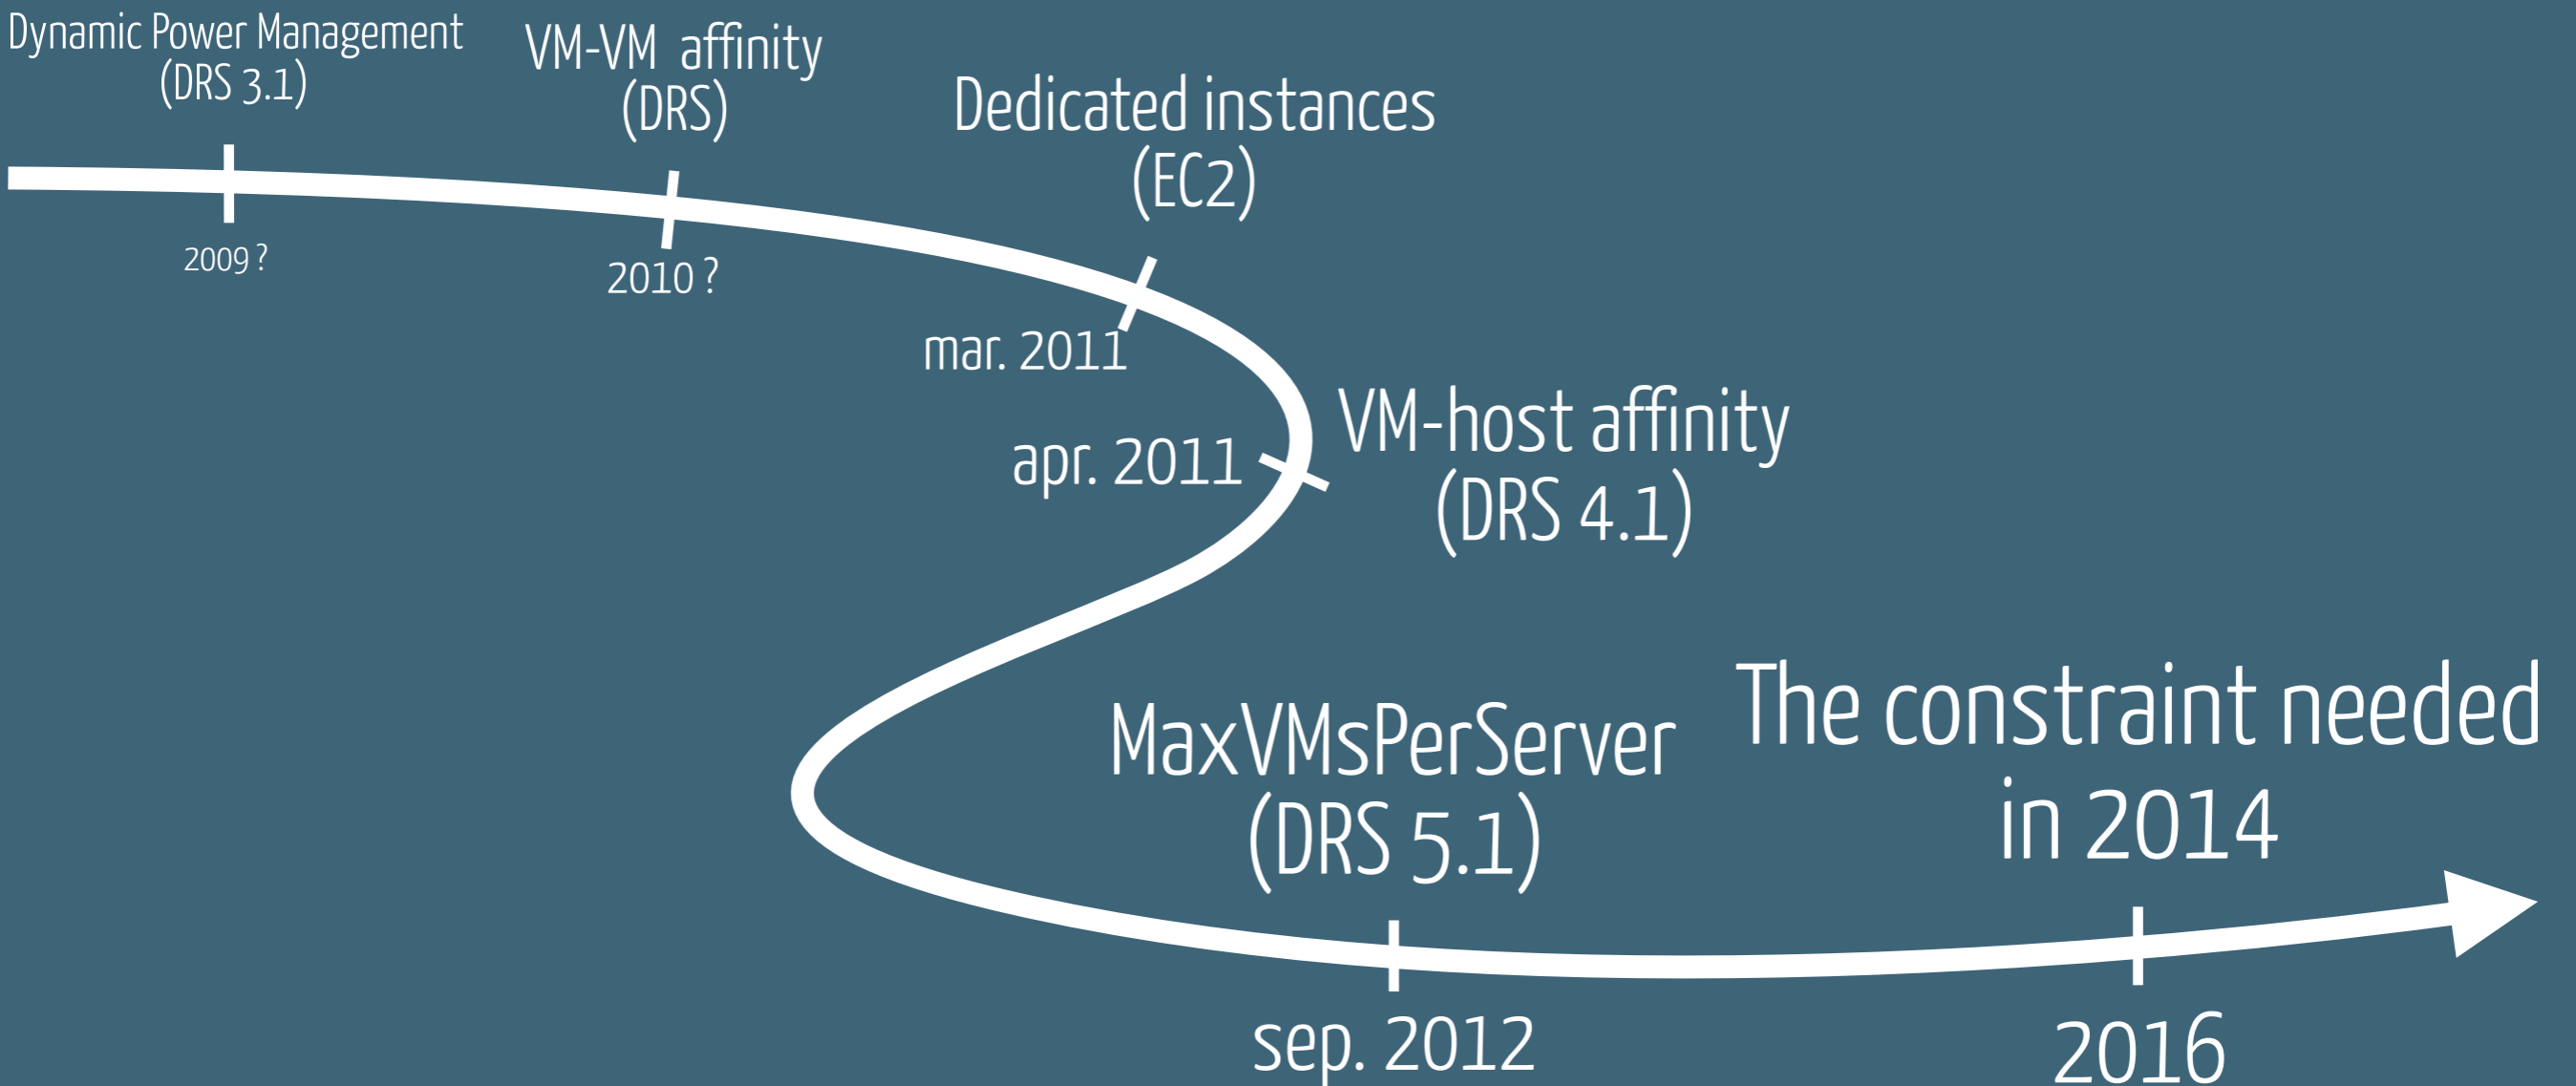 Dynamic Power Management
(DRS 3.1)
2009 ?
VM-VM affinity
(DRS)
2010 ?
Dedicated instances
(EC2)
mar. 2011
VM-host affinity
(DRS 4.1)
apr. 2011
MaxVMsPerServer
(DRS 5.1)
sep. 2012
The constraint needed
in 2014
2016